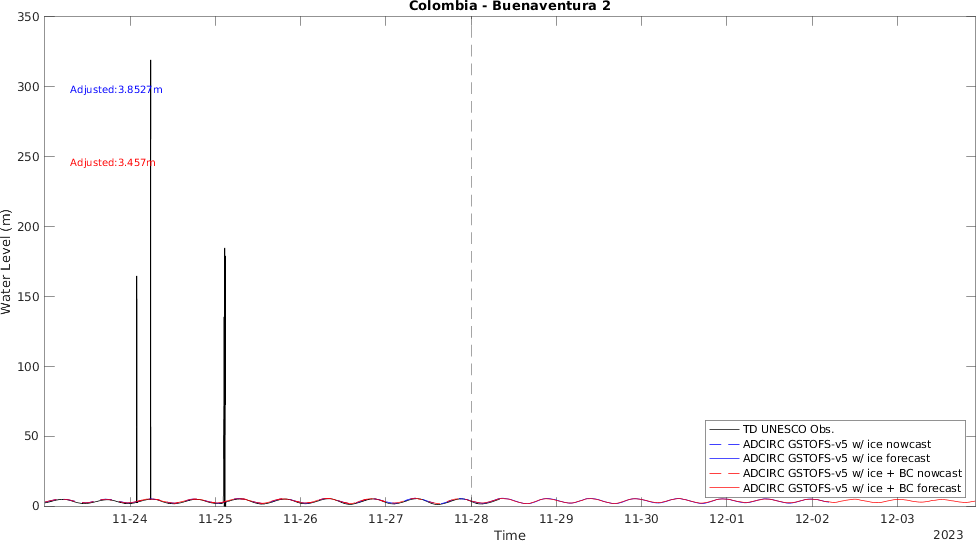 Colombia - Buenaventura 2
350
300
250
200
150
100
50
0
Water Level (m)
Adjusted:3.8527m
Adjusted:3.457m
TD UNESCO Obs.
ADCIRC GSTOFS-v5 w/ ice nowcast
ADCIRC GSTOFS-v5 w/ ice forecast
ADCIRC GSTOFS-v5 w/ ice + BC nowcast
ADCIRC GSTOFS-v5 w/ ice + BC forecast
11-24
11-25
11-26
11-27
11-28
11-29
11-30
12-01
12-02
12-03
Time
2023